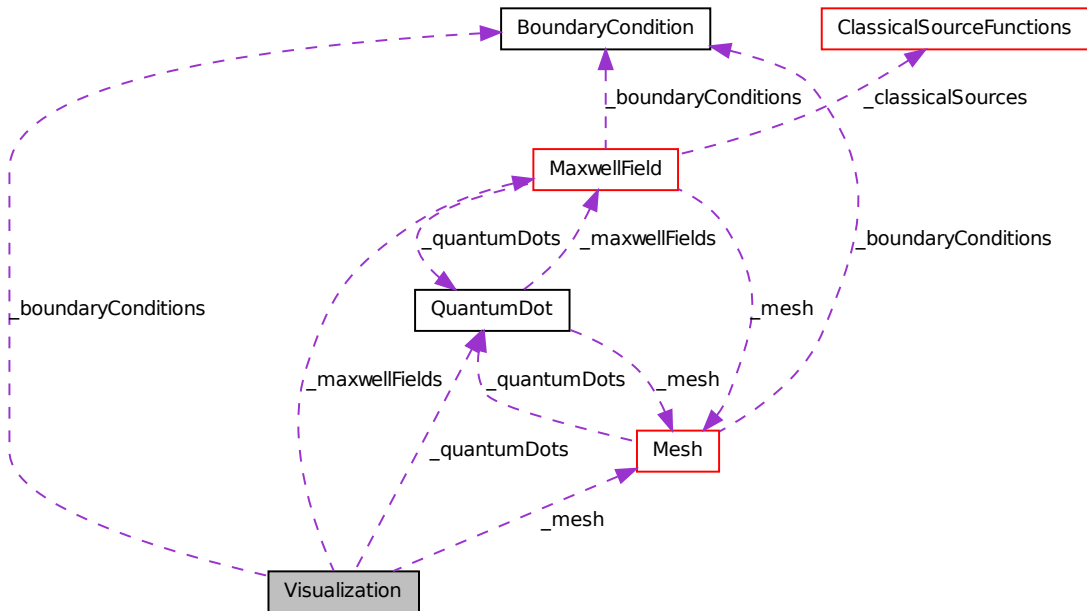 BoundaryCondition
ClassicalSourceFunctions
_boundaryConditions
_classicalSources
MaxwellField
_quantumDots
_maxwellFields
_boundaryConditions
_boundaryConditions
QuantumDot
_mesh
_maxwellFields
_quantumDots
_mesh
_quantumDots
Mesh
_mesh
Visualization